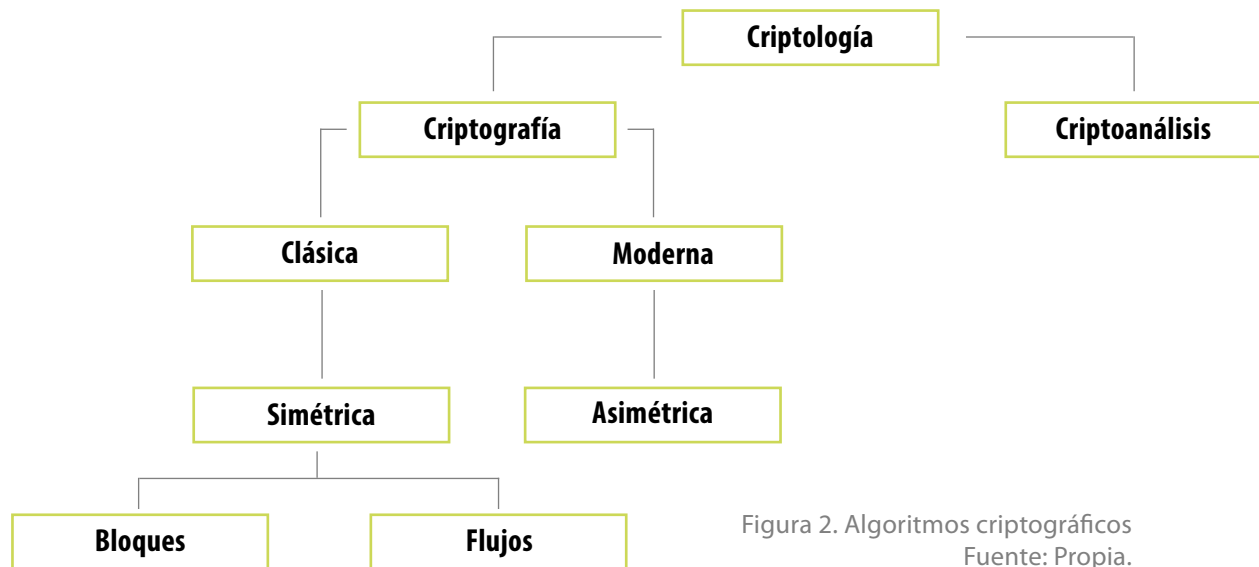 Criptología
Criptografía
Criptoanálisis
Clásica
Moderna
Simétrica
Asimétrica
Bloques
Flujos
Figura 2. Algoritmos criptográficos
Fuente: Propia.